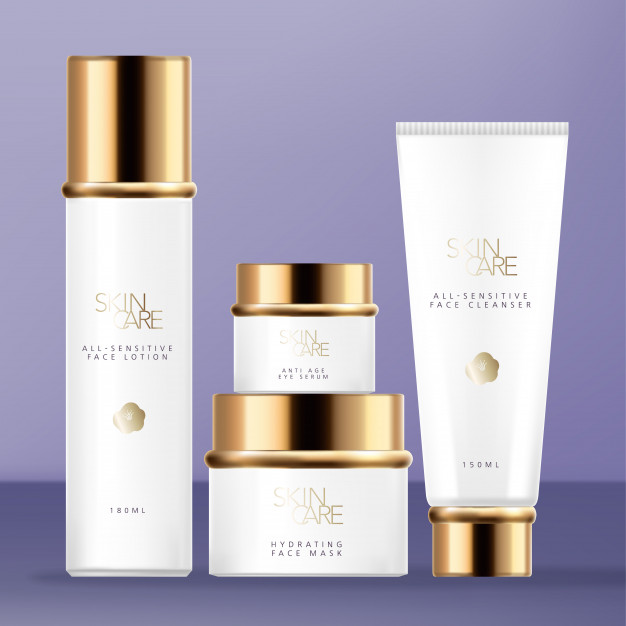 SKIN
CARE
ALL-SENSITIVE
FACE LOTION
180ML
SKIN
CARE
ANTI AGE
EYE SERUM
SKIN
CARE
HYDRATING
FACE MASK
SKIN
CARE
ALL-SENSITIVE
FACE CLEANSER
150ML